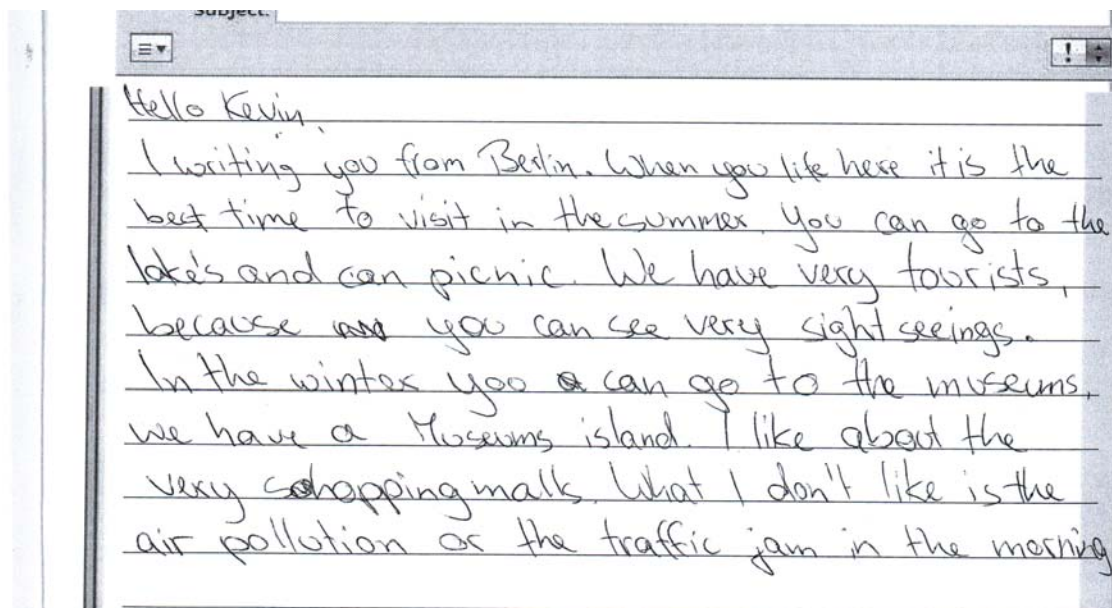 Subject:
Hello Kevin,
I writing you from Berlin. When you life here it is the
best time to visit in the summer. You can go to the
lake's and can picnic. We have very tourists,
because you can see very sightseeings.
In the winter you can go to the museums,
we have a Museums island. I like about the
very schopping malls. What I don't like is the
air pollution or the traffic jam in the morning